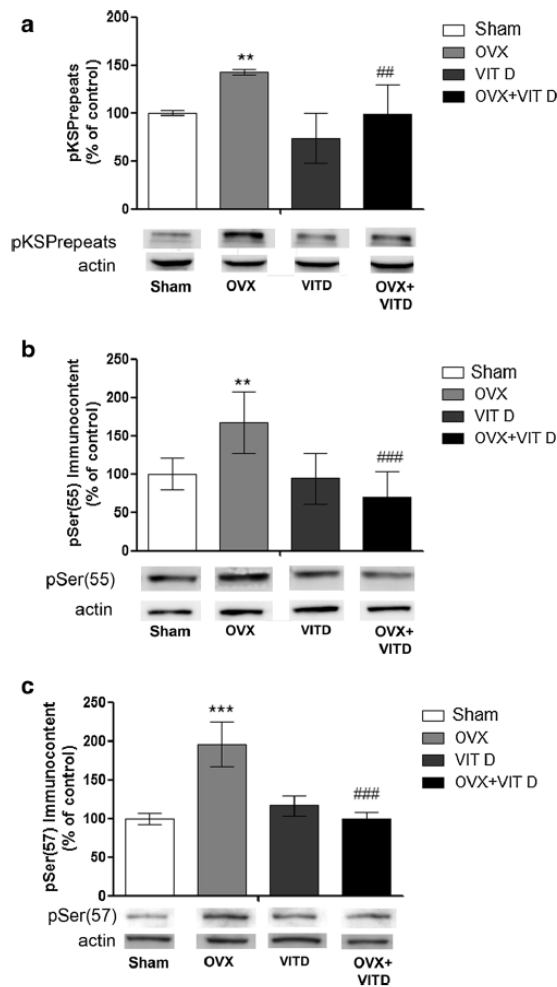 a
Sham
OVX
VIT D
OVX+VIT D
pKSPrepeats
(% of control)
200
150
100
50
0
**
##
pKSPrepeats
actin
Sham OVX VITD OVX+
VITD
b
Sham
OVX
VIT D
OVX+VIT D
pSer(55) Immunocontent
(% of control)
250
200
150
100
50
0
**
###
pSer(55)
actin
Sham OVX VITD OVX+
VITD
c
Sham
OVX
VIT D
OVX+VIT D
pSer(57) Immunocontent
(% of control)
250
200
150
100
50
0
***
###
pSer(57)
actin
Sham OVX VITD OVX+
VITD